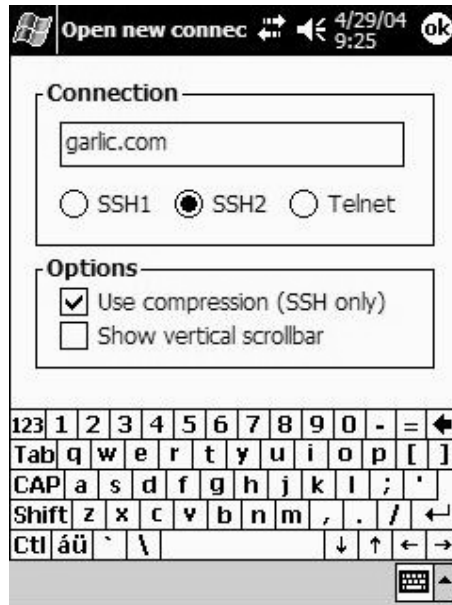 Open new connec 4/29/04 ok
9:25
Connection
garlic.com
SSH1 SSH2 Telnet
Options
Use compression (SSH only)
Show vertical scrollbar
123 1 2 3 4 5 6 7 8 9 0 - =
Tab q w e r t y u i o p [ ]
CAP a s d f g h j k l ; '
Shift z x c v b n m , . /
Ctl áü ` \ ↓ ↑ ← →